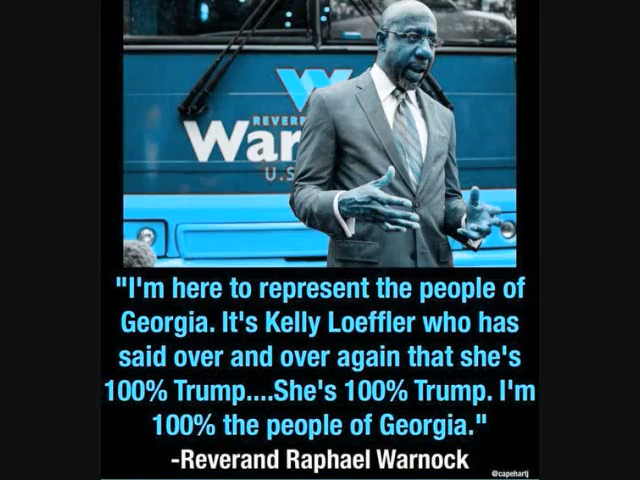 REVERE
War
U.S
"I'm here to represent the people of
Georgia. It's Kelly Loeffler who has
said over and over again that she's
100% Trump....She's 100% Trump. I'm
100% the people of Georgia."
-Reverand Raphael Warnock
@capehartj